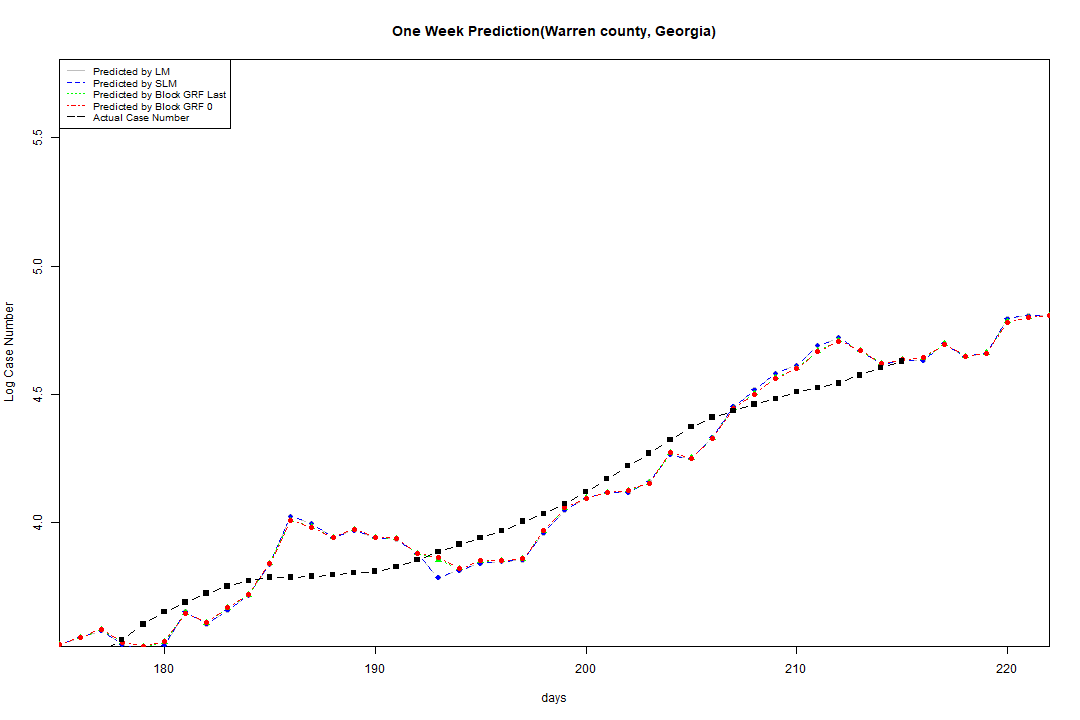 One Week Prediction(Warren county, Georgia)
Predicted by LM
Predicted by SLM
Predicted by Block GRF Last
Predicted by Block GRF 0
Actual Case Number
5.5
5.0
4.5
4.0
Log Case Number
180 190 200 210 220
days